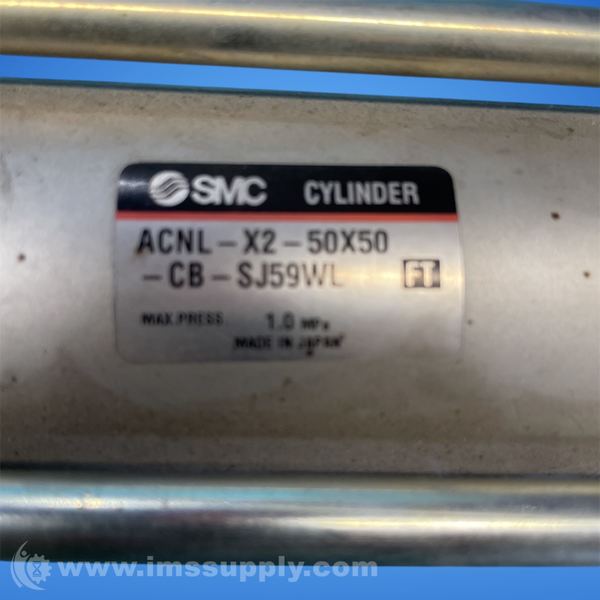 SMC CYLINDER
ACNL-X2-50X50
-CB-SJ59WL FT
MAX.PRESS. 1.0 MPa
MADE IN JAPAN
www.imssupply.com